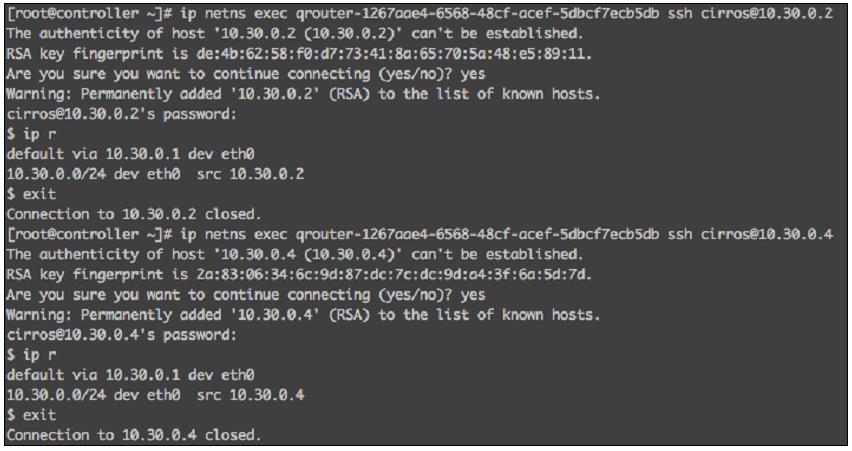 [root@controller ~]# ip netns exec qrouter-1267aae4-6568-48cf-acef-5dbcf7ecb5db ssh cirros@10.30.0.2
The authenticity of host '10.30.0.2 (10.30.0.2)' can't be established.
RSA key fingerprint is de:4b:62:58:f0:d7:73:41:8a:65:70:5a:48:e5:89:11.
Are you sure you want to continue connecting (yes/no)? yes
Warning: Permanently added '10.30.0.2' (RSA) to the list of known hosts.
cirros@10.30.0.2's password:
$ ip r
default via 10.30.0.1 dev eth0
10.30.0.0/24 dev eth0  src 10.30.0.2
$ exit
Connection to 10.30.0.2 closed.
[root@controller ~]# ip netns exec qrouter-1267aae4-6568-48cf-acef-5dbcf7ecb5db ssh cirros@10.30.0.4
The authenticity of host '10.30.0.4 (10.30.0.4)' can't be established.
RSA key fingerprint is 2a:83:06:34:6c:9d:87:dc:7c:dc:9d:a4:3f:6a:5d:7d.
Are you sure you want to continue connecting (yes/no)? yes
Warning: Permanently added '10.30.0.4' (RSA) to the list of known hosts.
cirros@10.30.0.4's password:
$ ip r
default via 10.30.0.1 dev eth0
10.30.0.0/24 dev eth0  src 10.30.0.4
$ exit
Connection to 10.30.0.4 closed.